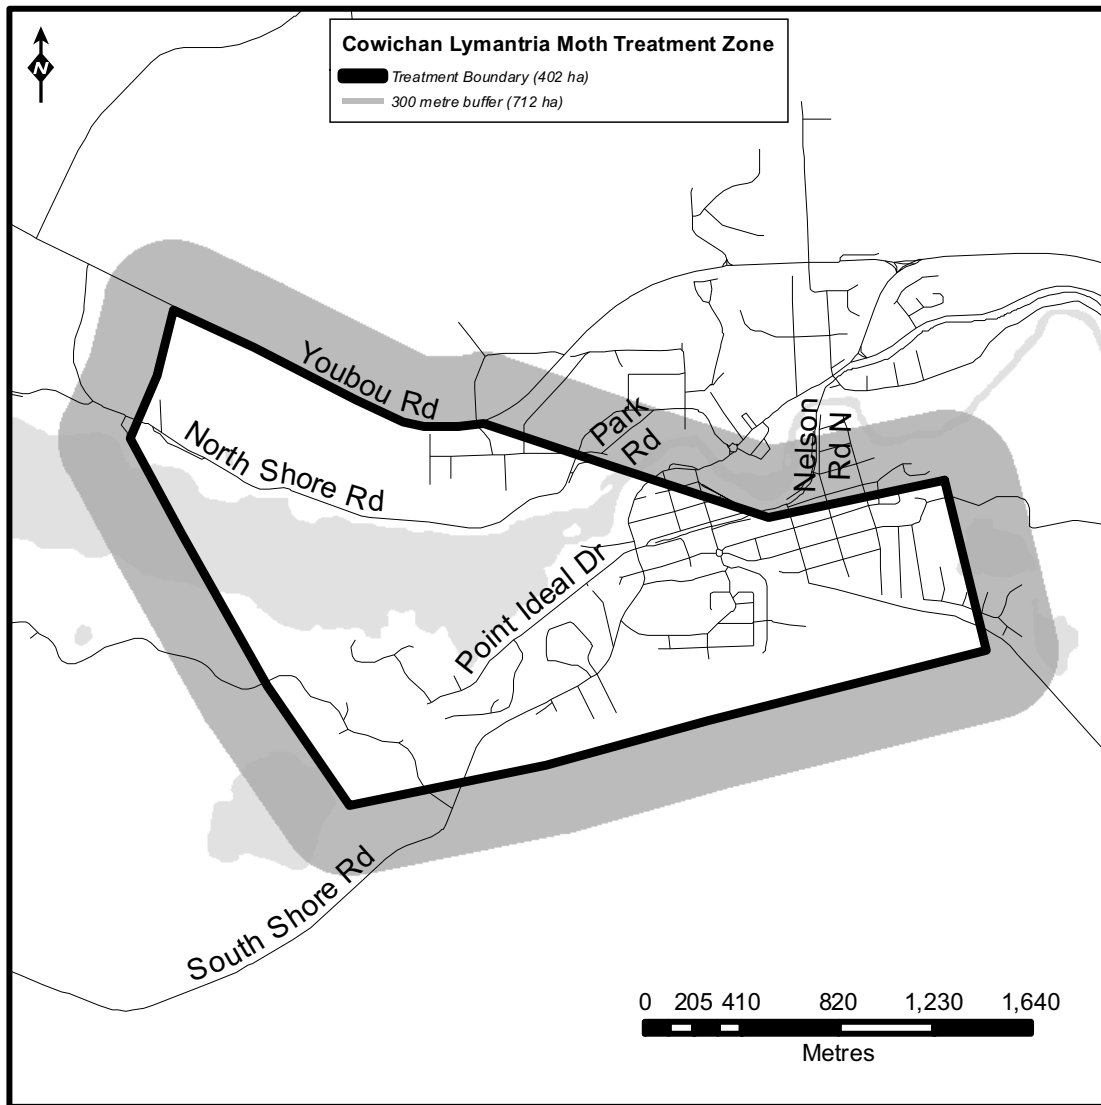 Cowichan Lymantria Moth Treatment Zone
Treatment Boundary (402 ha)
300 metre buffer (712 ha)
N
Youbou Rd
Park
Rd
Nelson
Rd N
North Shore Rd
Point Ideal Dr
South Shore Rd
0 205 410 820 1,230 1,640
Metres